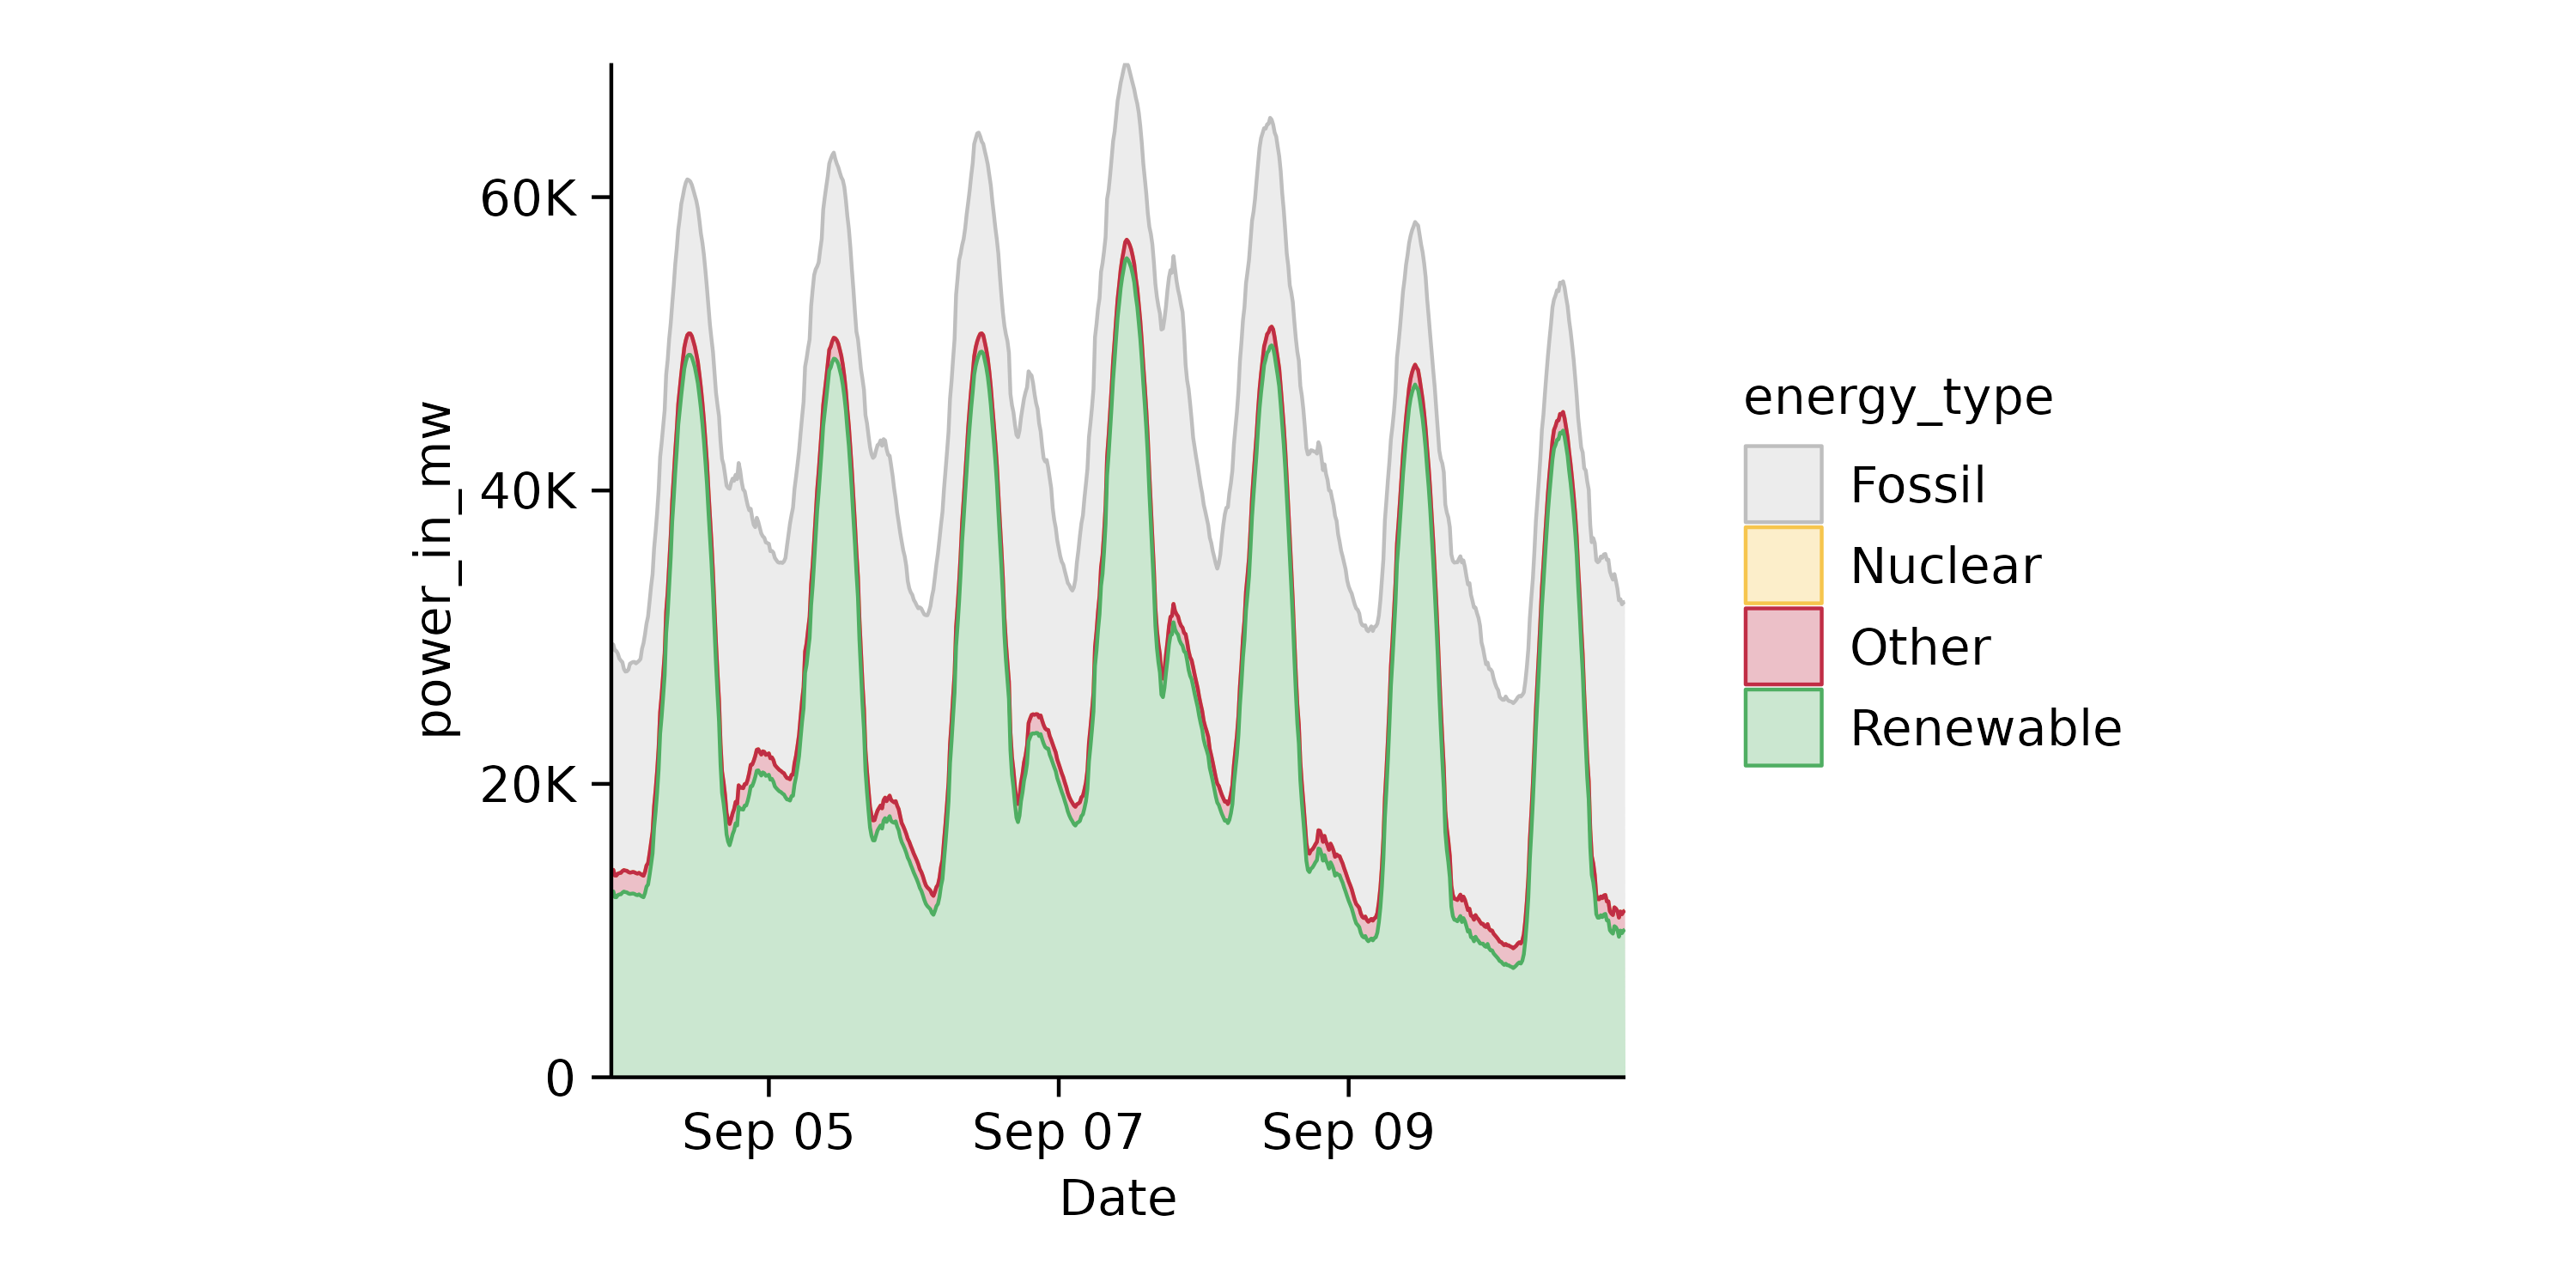 power_in_mw
60K
40K
20K
0
Sep 05
Sep 07
Sep 09
Date
energy_type
Fossil
Nuclear
Other
Renewable